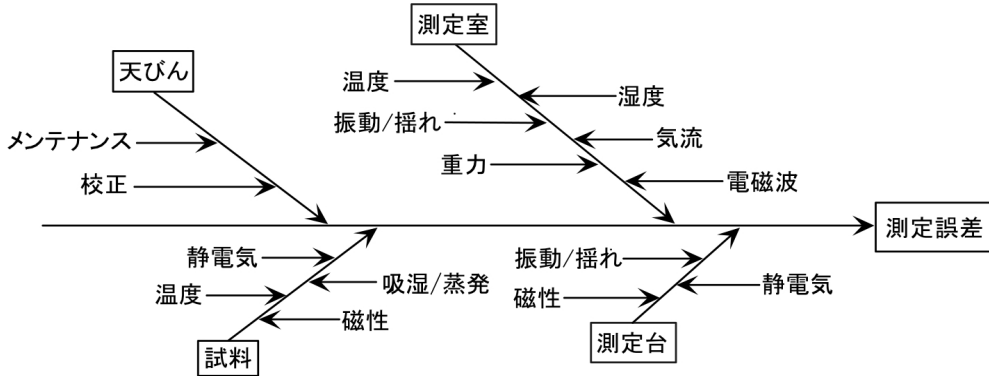 測定室
天びん
温度
湿度
振動/揺れ
気流
メンテナンス
重力
校正
電磁波
測定誤差
静電気
吸湿/蒸発
温度
磁性
試料
振動/揺れ
静電気
磁性
測定台